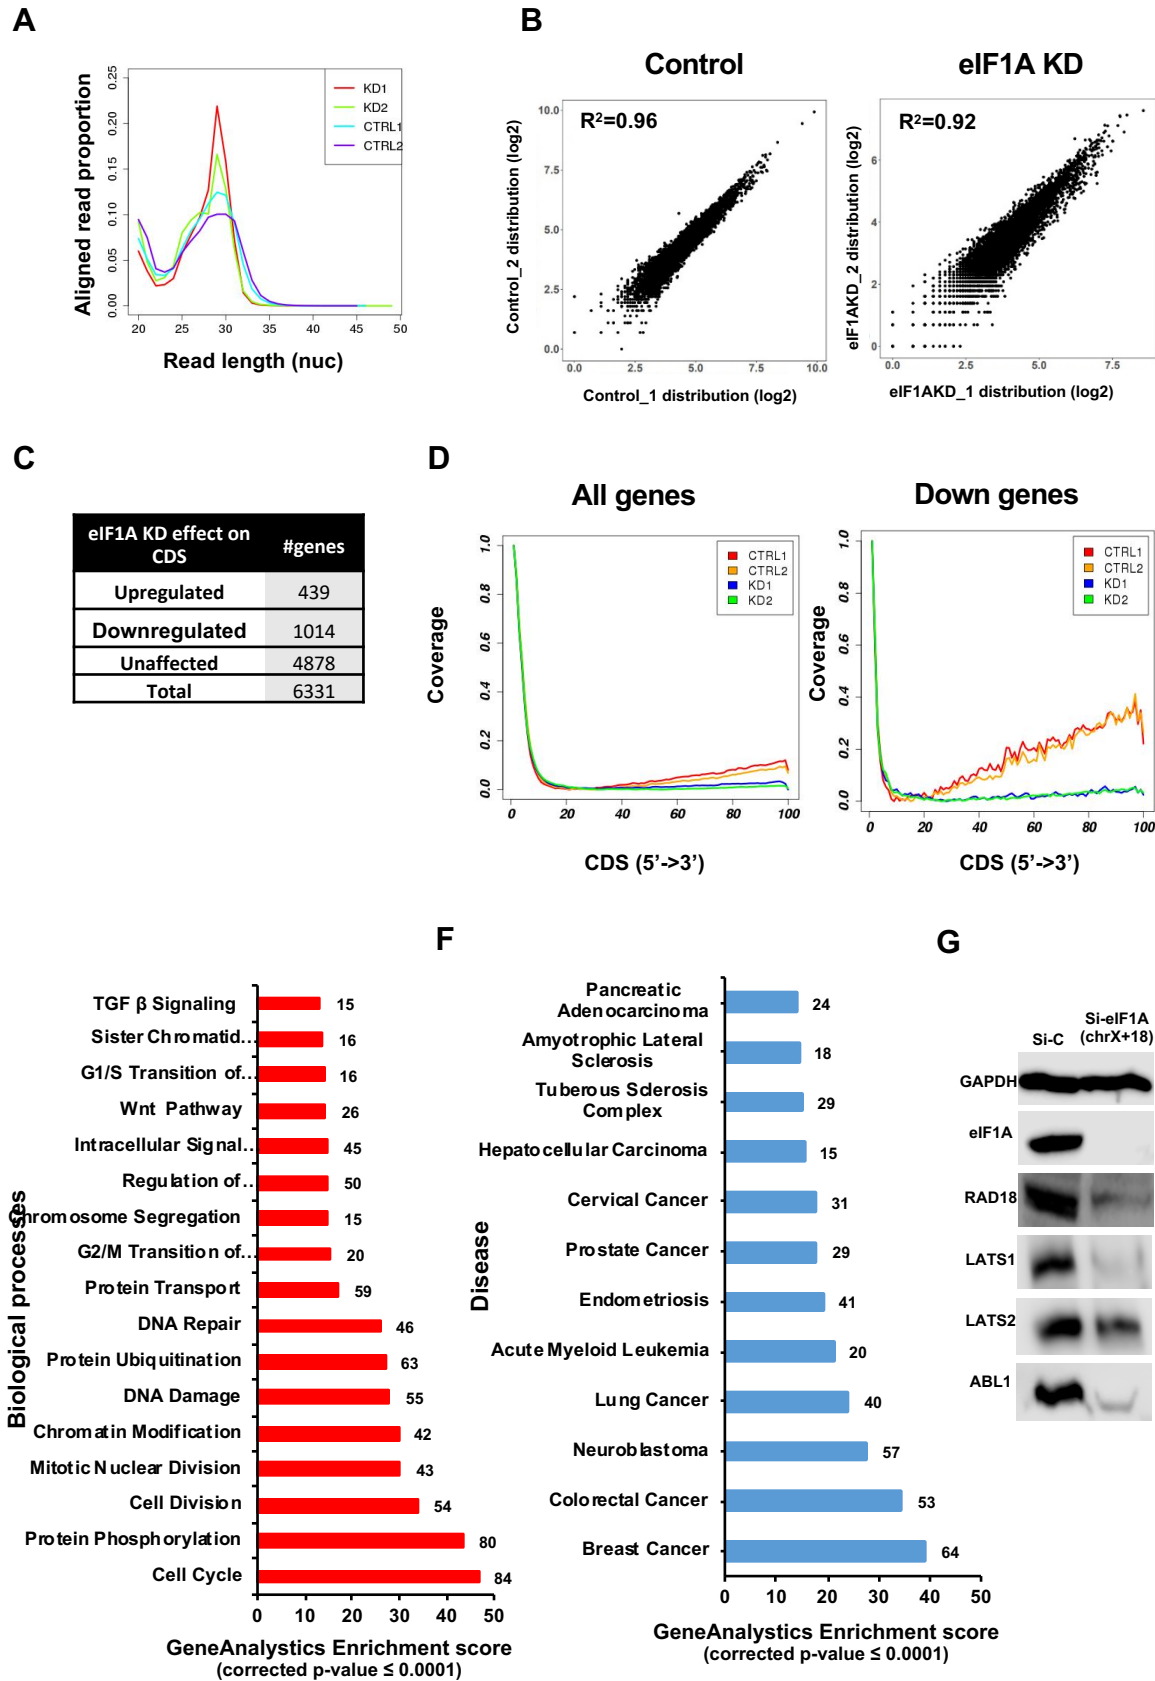 A
0.25
0.20
0.15
0.10
0.05
0.00
Aligned read proportion
KD1
KD2
CTRL1
CTRL2
20 25 30 35 40 45 50
Read length (nuc)
B
Control
R²=0.96
10.0
7.5
5.0
2.5
0.0
Control_2 distribution (log2)
0.0 2.5 5.0 7.5 10.0
Control_1 distribution (log2)
eIF1A KD
R²=0.92
6
4
2
0
eIF1AKD_2 distribution (log2)
0.0 2.5 5.0 7.5
eIF1AKD_1 distribution (log2)
C
eIF1A KD effect on
CDS
#genes
Upregulated 439
Downregulated 1014
Unaffected 4878
Total 6331
D
All genes
CTRL1
CTRL2
KD1
KD2
1.0
0.8
0.6
0.4
0.2
0.0
Coverage
0 20 40 60 80 100
CDS (5'->3')
Down genes
CTRL1
CTRL2
KD1
KD2
1.0
0.8
0.6
0.4
0.2
0.0
Coverage
0 20 40 60 80 100
CDS (5'->3')
Biological processes
TGF β Signaling 15
Sister Chromatid… 16
G1/S Transition of… 16
Wnt Pathway 26
Intracellular Signal… 45
Regulation of… 50
Chromosome Segregation 15
G2/M Transition of… 20
Protein Transport 59
DNA Repair 46
Protein Ubiquitination 63
DNA Damage 55
Chromatin Modification 42
Mitotic Nuclear Division 43
Cell Division 54
Protein Phosphorylation 80
Cell Cycle 84
0 10 20 30 40 50
GeneAnalystics Enrichment score
(corrected p-value ≤ 0.0001)
F
Disease
Pancreatic
Adenocarcinoma 24
Amyotrophic Lateral
Sclerosis 18
Tuberous Sclerosis
Complex 29
Hepatocellular Carcinoma 15
Cervical Cancer 31
Prostate Cancer 29
Endometriosis 41
Acute Myeloid Leukemia 20
Lung Cancer 40
Neuroblastoma 57
Colorectal Cancer 53
Breast Cancer 64
0 10 20 30 40 50
GeneAnalystics Enrichment score
(corrected p-value ≤ 0.0001)
G
Si-C
Si-eIF1A
(chrX+18)
GAPDH
eIF1A
RAD18
LATS1
LATS2
ABL1